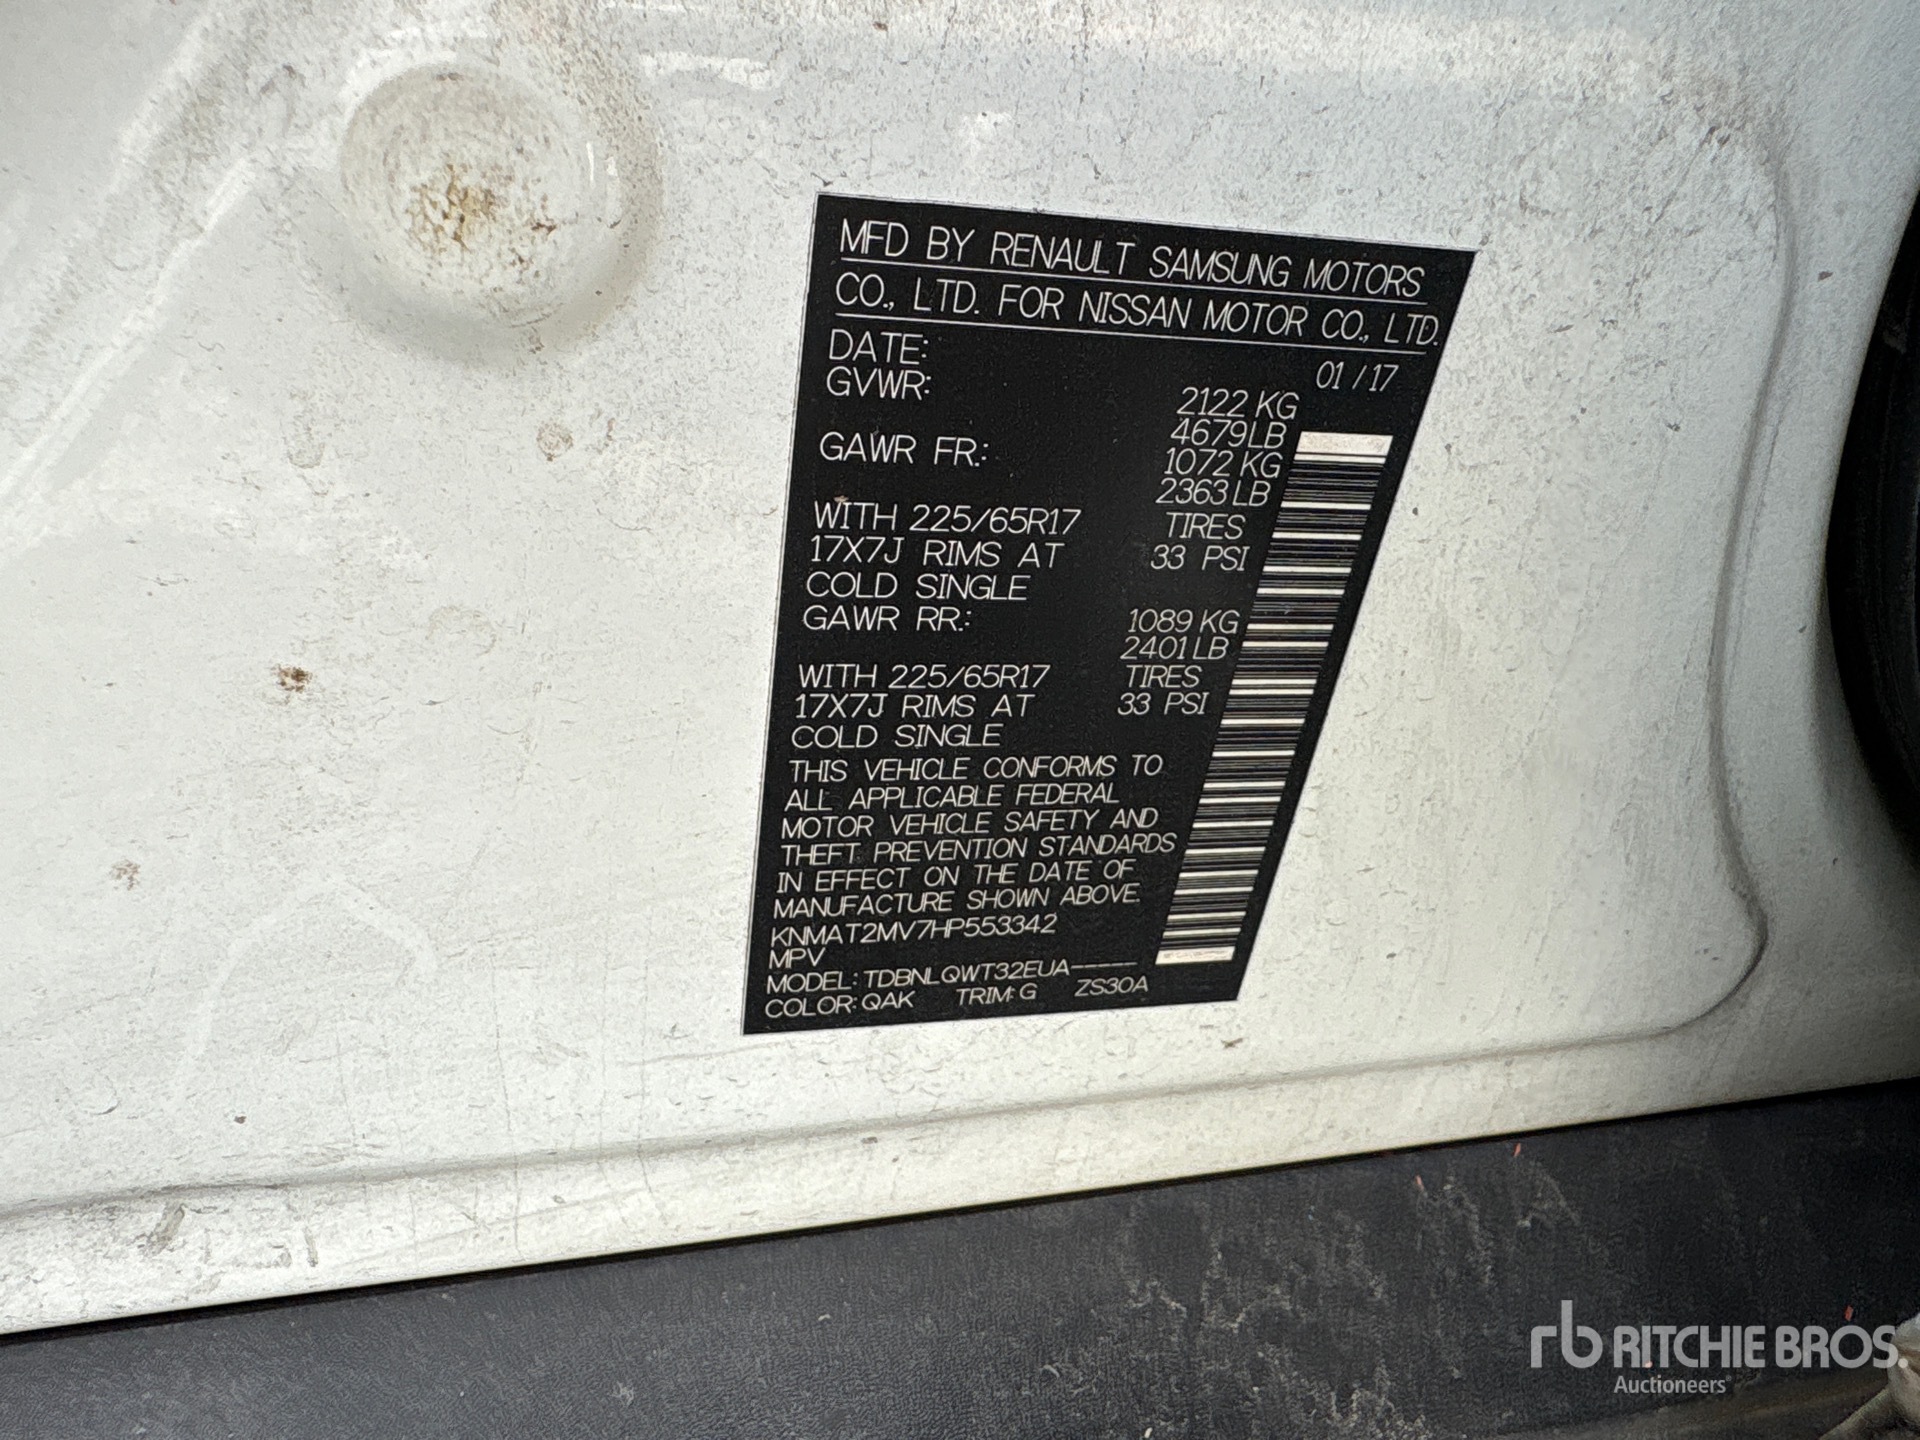 MFD BY RENAULT SAMSUNG MOTORS
CO., LTD. FOR NISSAN MOTOR CO., LTD.
DATE: 01 / 17
GVWR: 2122 KG
4679 LB
GAWR FR.: 1072 KG
2363 LB
WITH 225/65R17 TIRES
17X7J RIMS AT 33 PSI
COLD SINGLE
GAWR RR.: 1089 KG
2401 LB
WITH 225/65R17 TIRES
17X7J RIMS AT 33 PSI
COLD SINGLE
THIS VEHICLE CONFORMS TO
ALL APPLICABLE FEDERAL
MOTOR VEHICLE SAFETY AND
THEFT PREVENTION STANDARDS
IN EFFECT ON THE DATE OF
MANUFACTURE SHOWN ABOVE.
KNMAT2MV7HP553342
MPV
MODEL: TDBNLQWT32EUA-----
COLOR: QAK TRIM: G ZS30A
rb RITCHIE BROS.
Auctioneers